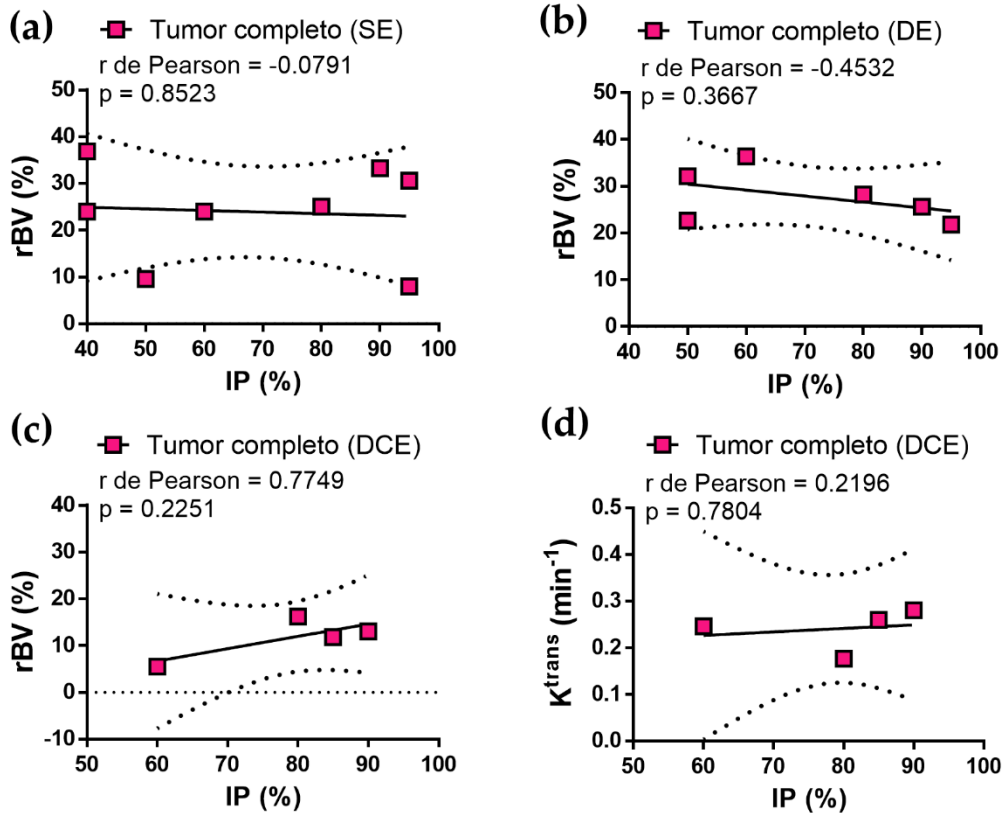 (a)
Tumor completo (SE)
r de Pearson = -0.0791
p = 0.8523
50
40
30
20
10
0
rBV (%)
40 50 60 70 80 90 100
IP (%)
(b)
Tumor completo (DE)
r de Pearson = -0.4532
p = 0.3667
50
40
30
20
10
0
rBV (%)
40 50 60 70 80 90 100
IP (%)
(c)
Tumor completo (DCE)
r de Pearson = 0.7749
p = 0.2251
40
30
20
10
0
-10
rBV (%)
50 60 70 80 90 100
IP (%)
(d)
Tumor completo (DCE)
r de Pearson = 0.2196
p = 0.7804
0.5
0.4
0.3
0.2
0.1
0.0
K^trans (min^-1)
50 60 70 80 90 100
IP (%)